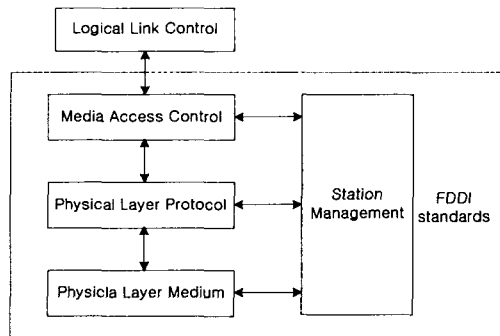 Logical Link Control
Media Access Control
Physical Layer Protocol
Physicla Layer Medium
Station
Management
FDDI
standards